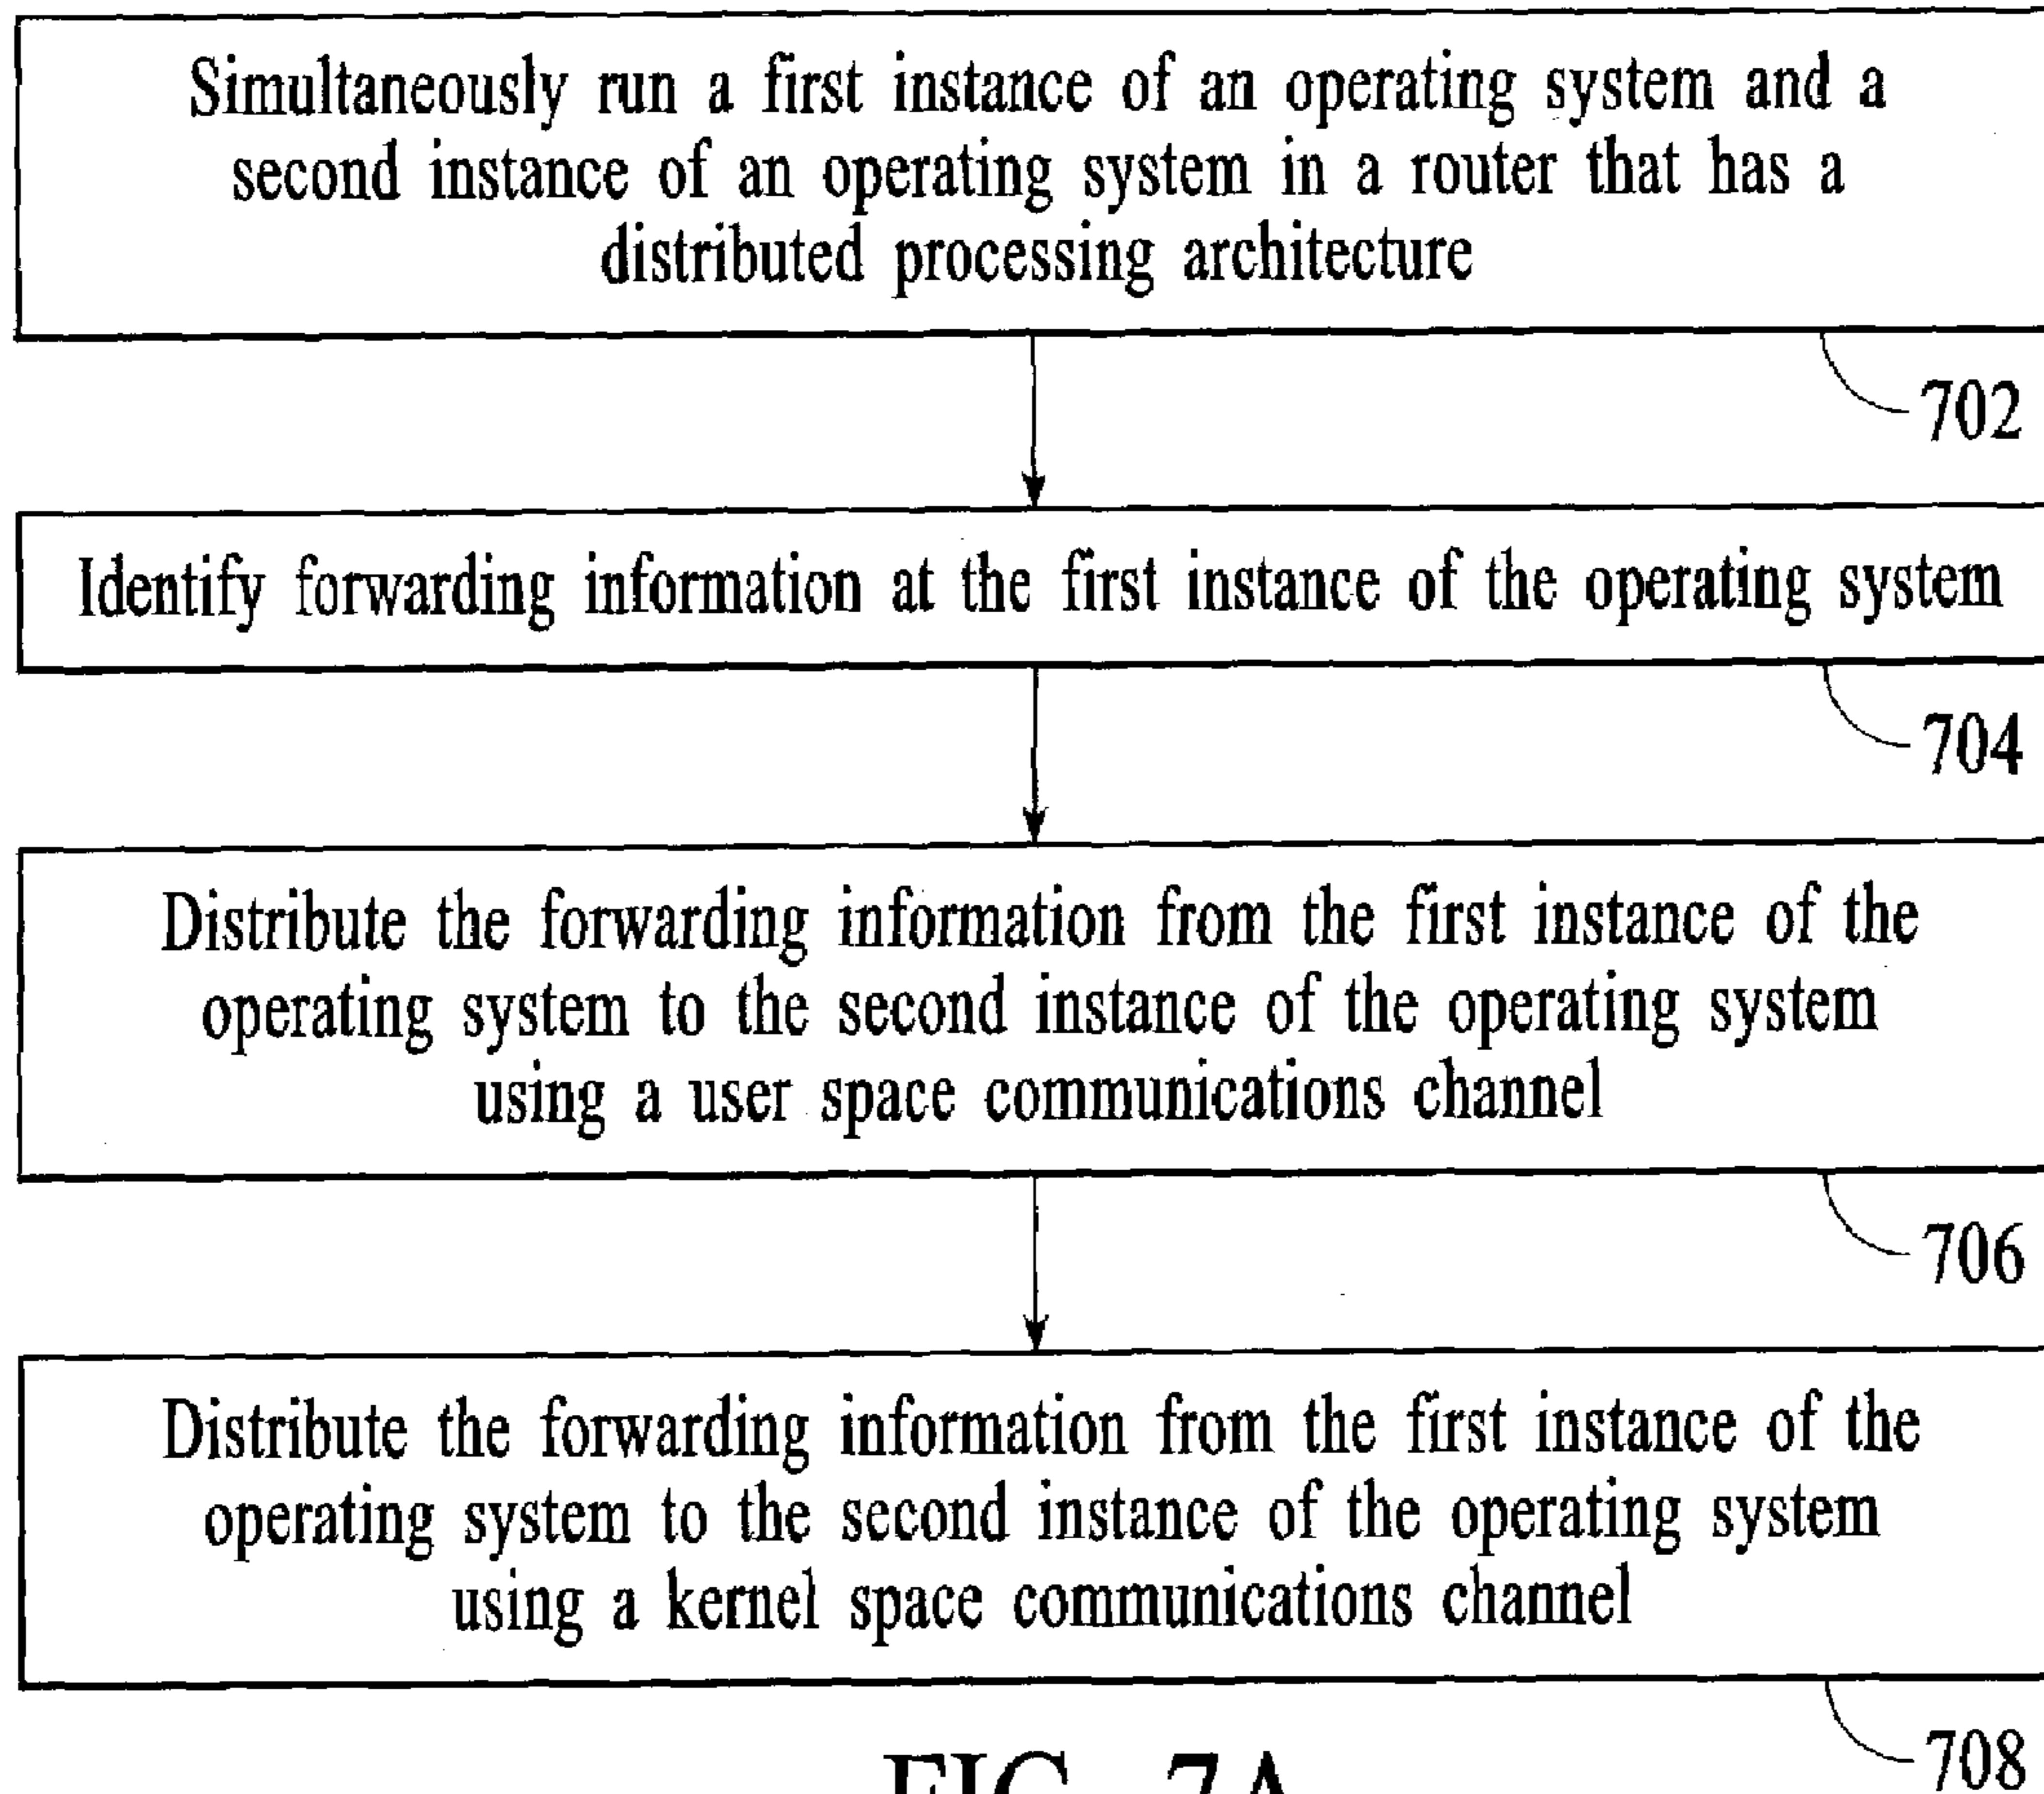 Simultaneously run a first instance of an operating system and a
second instance of an operating system in a router that has a
distributed processing architecture
702
Identify forwarding information at the first instance of the operating system
704
Distribute the forwarding information from the first instance of the
operating system to the second instance of the operating system
using a user space communications channel
706
Distribute the forwarding information from the first instance of the
operating system to the second instance of the operating system
using a kernel space communications channel
708
FIG. 7A